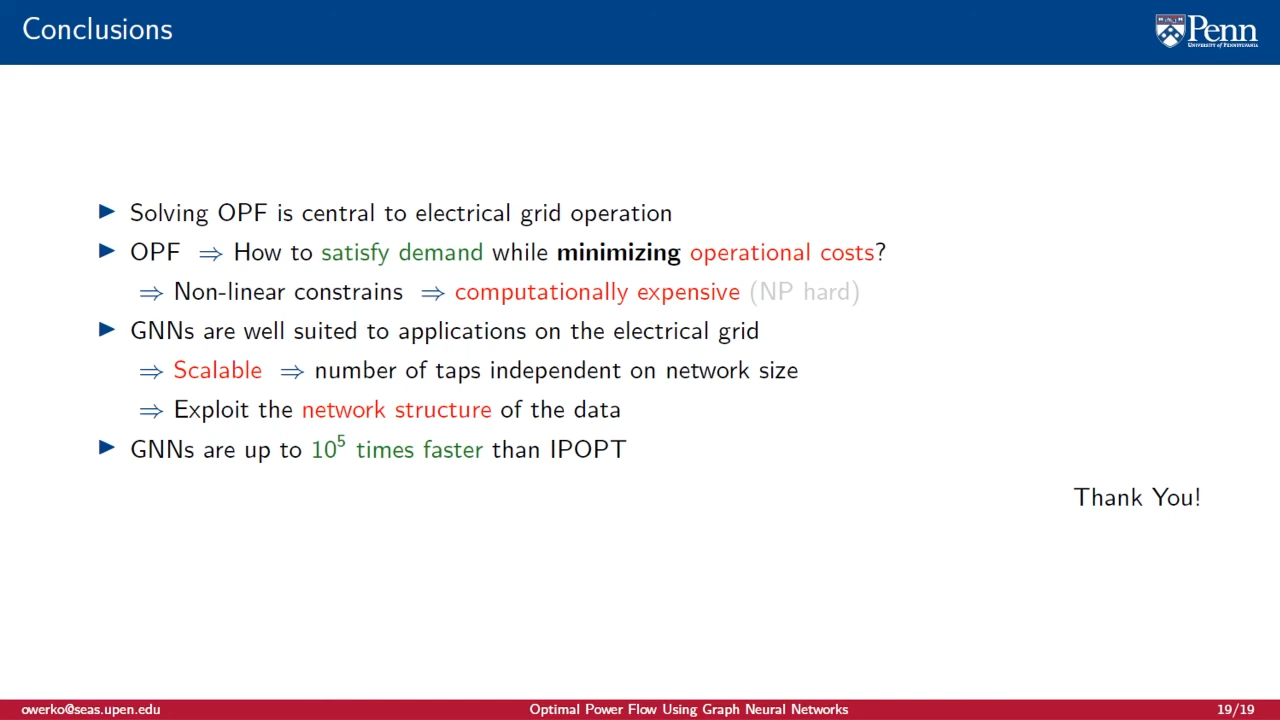 Conclusions
Penn
UNIVERSITY OF PENNSYLVANIA
▶ Solving OPF is central to electrical grid operation
▶ OPF ⇒ How to satisfy demand while minimizing operational costs?
⇒ Non-linear constrains ⇒ computationally expensive (NP hard)
▶ GNNs are well suited to applications on the electrical grid
⇒ Scalable ⇒ number of taps independent on network size
⇒ Exploit the network structure of the data
▶ GNNs are up to 10⁵ times faster than IPOPT
Thank You!
owerko@seas.upen.edu
Optimal Power Flow Using Graph Neural Networks
19/19